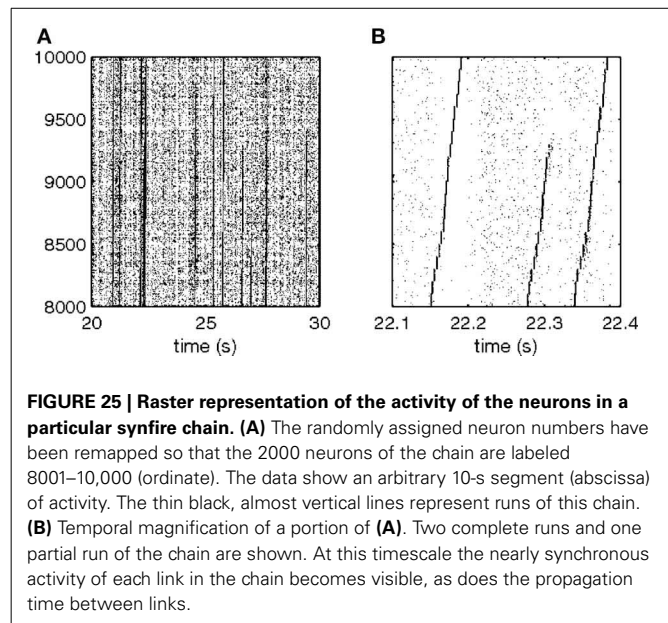 A
B
10000
9500
9000
8500
8000
20 25 30
time (s)
22.1 22.2 22.3 22.4
time (s)
FIGURE 25 | Raster representation of the activity of the neurons in a
particular synfire chain. (A) The randomly assigned neuron numbers have
been remapped so that the 2000 neurons of the chain are labeled
8001–10,000 (ordinate). The data show an arbitrary 10-s segment (abscissa)
of activity. The thin black, almost vertical lines represent runs of this chain.
(B) Temporal magnification of a portion of (A). Two complete runs and one
partial run of the chain are shown. At this timescale the nearly synchronous
activity of each link in the chain becomes visible, as does the propagation
time between links.